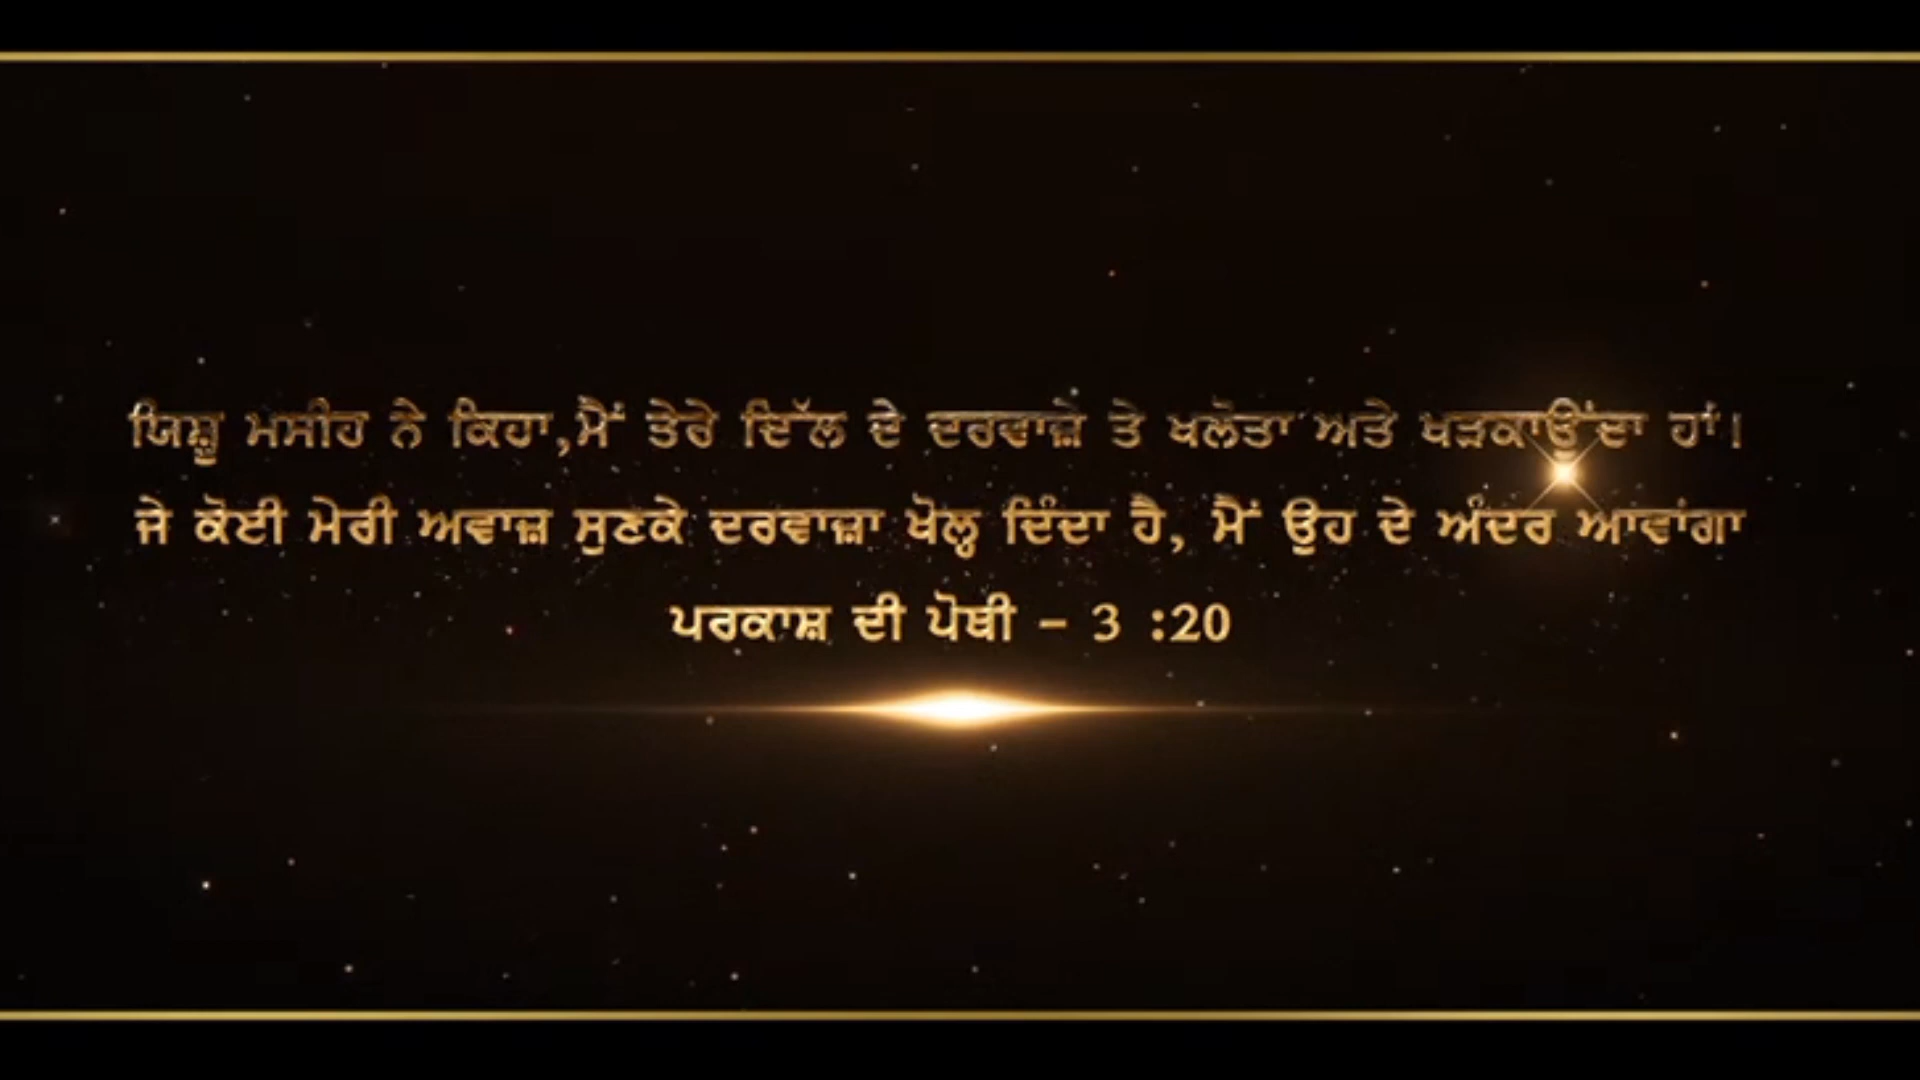 ਯਿਸ਼ੂ ਮਸੀਹ ਨੇ ਕਿਹਾ,ਮੈਂ ਤੇਰੇ ਦਿੱਲ ਦੇ ਦਰਵਾਜ਼ੇ ਤੇ ਖਲੋਤਾ ਅਤੇ ਖੜਕਾਉਂਦਾ ਹਾਂ।
ਜੇ ਕੋਈ ਮੇਰੀ ਅਵਾਜ਼ ਸੁਣਕੇ ਦਰਵਾਜ਼ਾ ਖੋਲ੍ਹ ਦਿੰਦਾ ਹੈ, ਮੈਂ ਉਹ ਦੇ ਅੰਦਰ ਆਵਾਂਗਾ
ਪਰਕਾਸ਼ ਦੀ ਪੋਥੀ - 3 :20